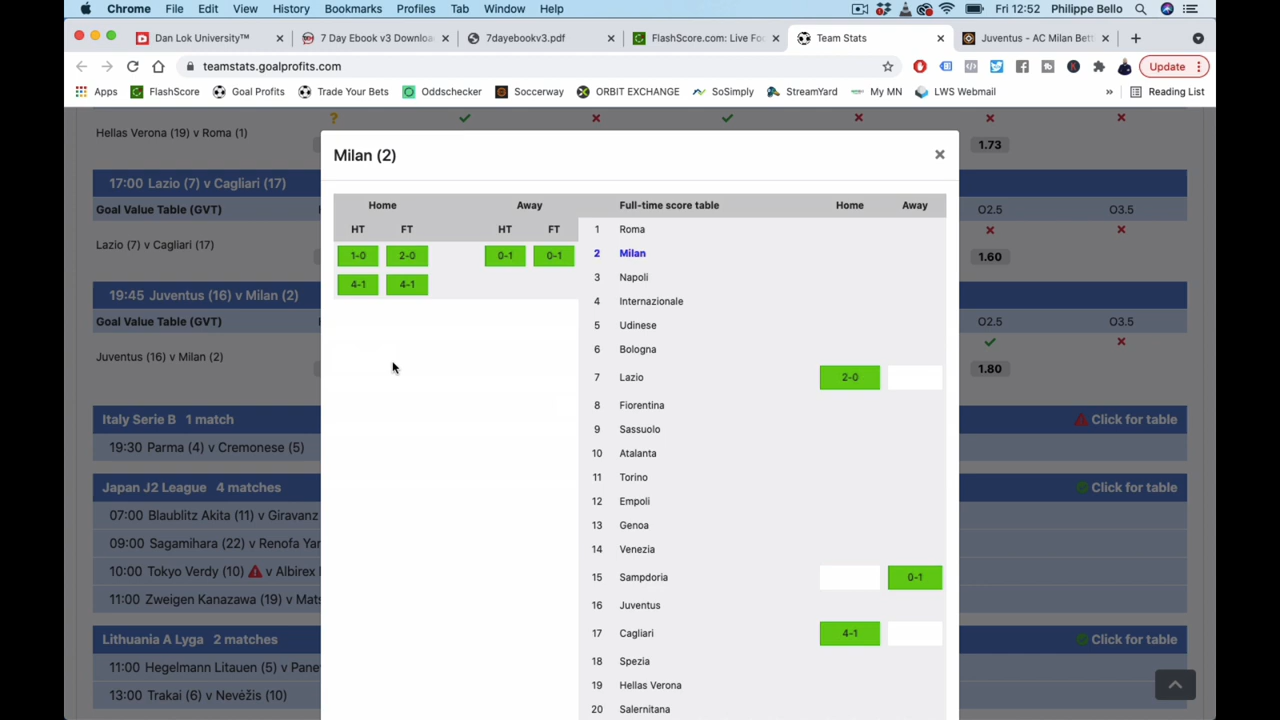 Chrome File Edit View History Bookmarks Profiles Tab Window Help Fri 12:52 Philippe Bello
Dan Lok University™ 7 Day Ebook v3 Downloa 7dayebookv3.pdf FlashScore.com: Live Foo Team Stats Juventus - AC Milan Bett
teamstats.goalprofits.com Update
Apps FlashScore Goal Profits Trade Your Bets Oddschecker Soccerway ORBIT EXCHANGE SoSimply StreamYard My MN LWS Webmail » Reading List
Hellas Verona (19) v Roma (1)
1.73
17:00 Lazio (7) v Cagliari (17)
Goal Value Table (GVT) O2.5 O3.5
Lazio (7) v Cagliari (17)
1.60
19:45 Juventus (16) v Milan (2)
Goal Value Table (GVT) O2.5 O3.5
Juventus (16) v Milan (2)
1.80
Italy Serie B 1 match Click for table
19:30 Parma (4) v Cremonese (5)
Japan J2 League 4 matches Click for table
07:00 Blaublitz Akita (11) v Giravanz
09:00 Sagamihara (22) v Renofa Yar
10:00 Tokyo Verdy (10) v Albirex
11:00 Zweigen Kanazawa (19) v Mats
Lithuania A Lyga 2 matches Click for table
11:00 Hegelmann Litauen (5) v Pane
13:00 Trakai (6) v Nevėžis (10)
Milan (2)
Home Away
HT FT HT FT
1-0 2-0 0-1 0-1
4-1 4-1
Full-time score table Home Away
1 Roma
2 Milan
3 Napoli
4 Internazionale
5 Udinese
6 Bologna
7 Lazio 2-0
8 Fiorentina
9 Sassuolo
10 Atalanta
11 Torino
12 Empoli
13 Genoa
14 Venezia
15 Sampdoria 0-1
16 Juventus
17 Cagliari 4-1
18 Spezia
19 Hellas Verona
20 Salernitana